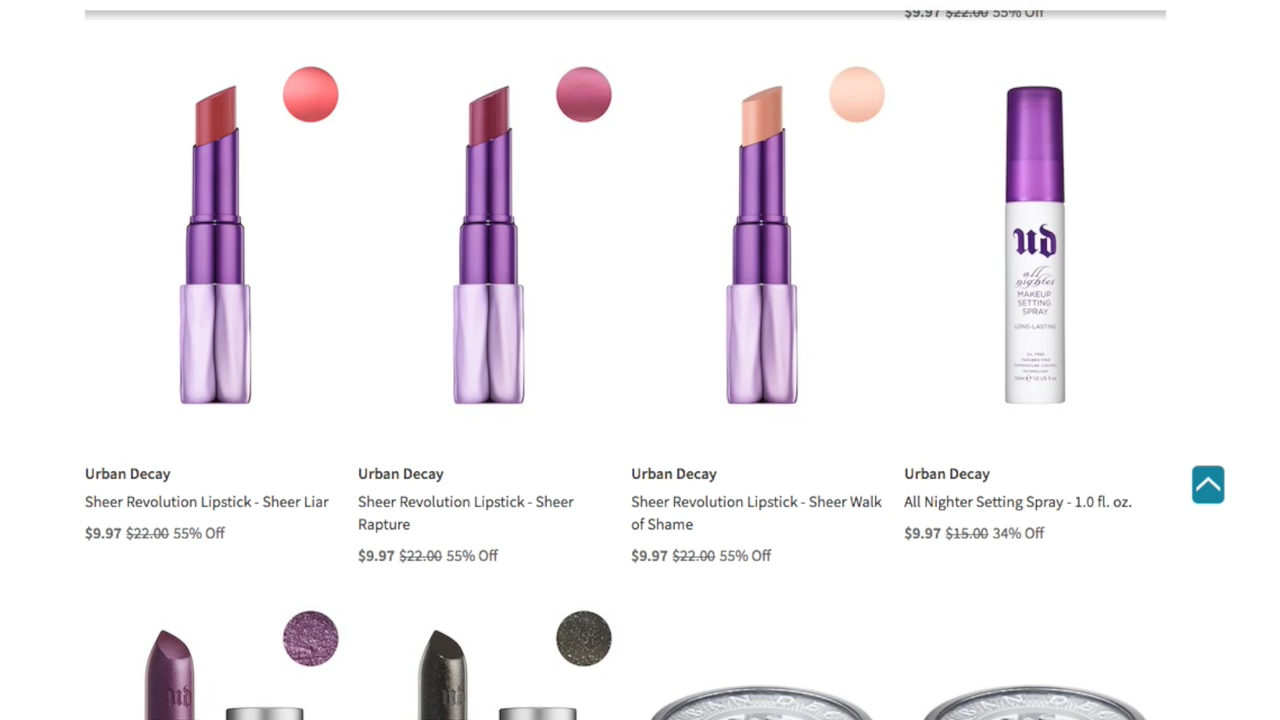 $9.97 $22.00 55% Off
ud
all
nighter
MAKEUP
SETTING
SPRAY
LONG-LASTING
Urban Decay
Sheer Revolution Lipstick - Sheer Liar
$9.97 $22.00 55% Off
Urban Decay
Sheer Revolution Lipstick - Sheer
Rapture
$9.97 $22.00 55% Off
Urban Decay
Sheer Revolution Lipstick - Sheer Walk
of Shame
$9.97 $22.00 55% Off
Urban Decay
All Nighter Setting Spray - 1.0 fl. oz.
$9.97 $15.00 34% Off
ud
ud